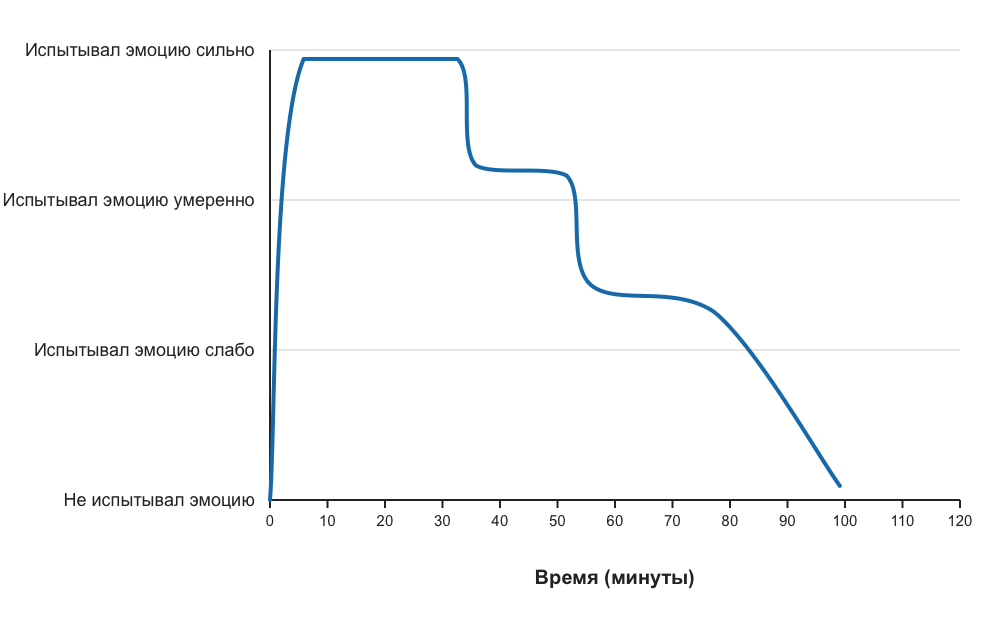 Испытывал эмоцию сильно
Испытывал эмоцию умеренно
Испытывал эмоцию слабо
Не испытывал эмоцию
0 10 20 30 40 50 60 70 80 90 100 110 120
Время (минуты)